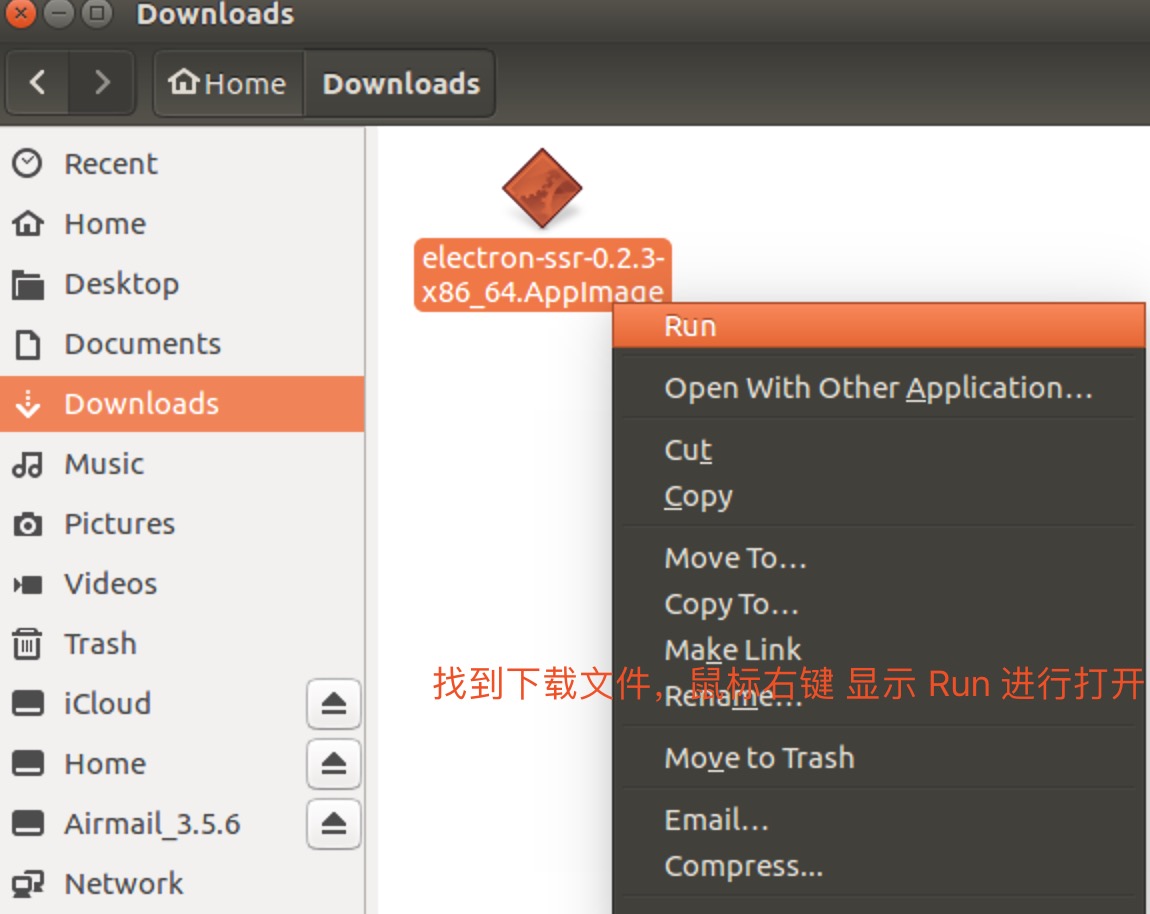 Downloads
Home
Downloads
Recent
Home
Desktop
Documents
Downloads
Music
Pictures
Videos
Trash
iCloud
Home
Airmail_3.5.6
Network
electron-ssr-0.2.3-
x86_64.AppImage
Run
Open With Other Application...
Cut
Copy
Move To...
Copy To...
Make Link
找到下载文件，鼠标右键 显示 Run 进行打开
Rename...
Move to Trash
Email...
Compress...